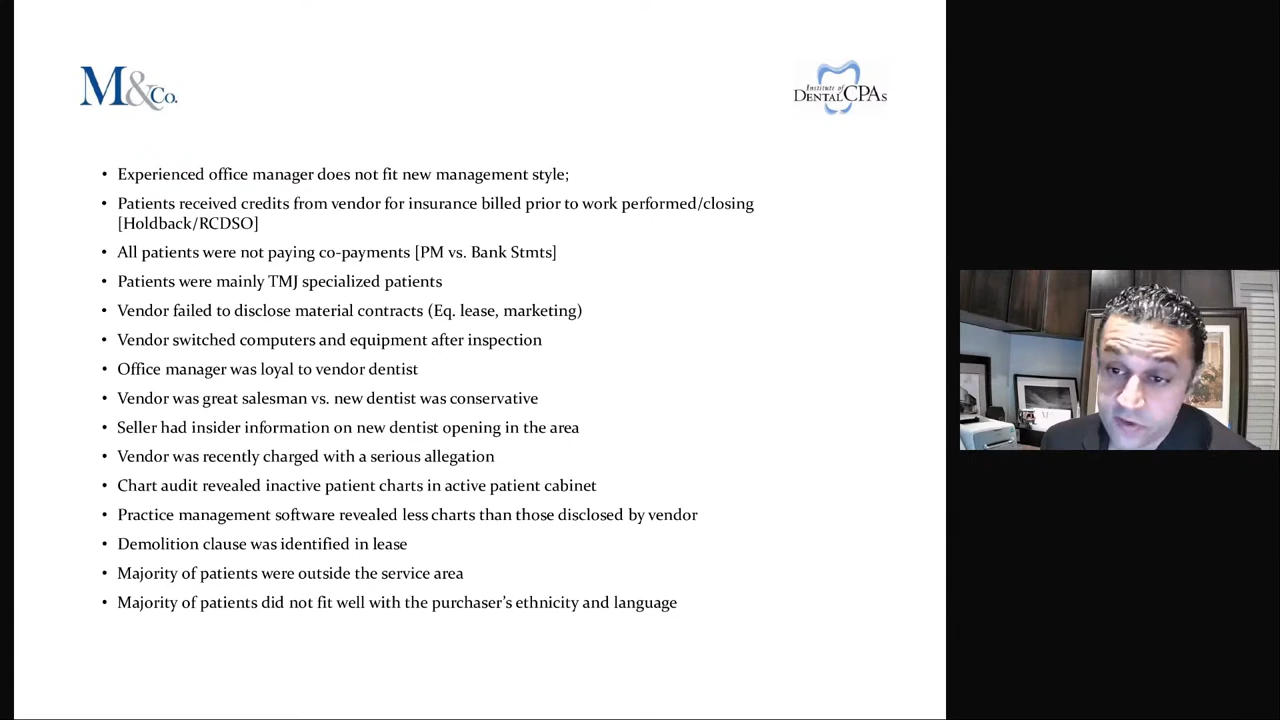 M&Co.
Institute of
DENTALCPAs
• Experienced office manager does not fit new management style;
• Patients received credits from vendor for insurance billed prior to work performed/closing
[Holdback/RCDSO]
• All patients were not paying co-payments [PM vs. Bank Stmts]
• Patients were mainly TMJ specialized patients
• Vendor failed to disclose material contracts (Eq. lease, marketing)
• Vendor switched computers and equipment after inspection
• Office manager was loyal to vendor dentist
• Vendor was great salesman vs. new dentist was conservative
• Seller had insider information on new dentist opening in the area
• Vendor was recently charged with a serious allegation
• Chart audit revealed inactive patient charts in active patient cabinet
• Practice management software revealed less charts than those disclosed by vendor
• Demolition clause was identified in lease
• Majority of patients were outside the service area
• Majority of patients did not fit well with the purchaser's ethnicity and language